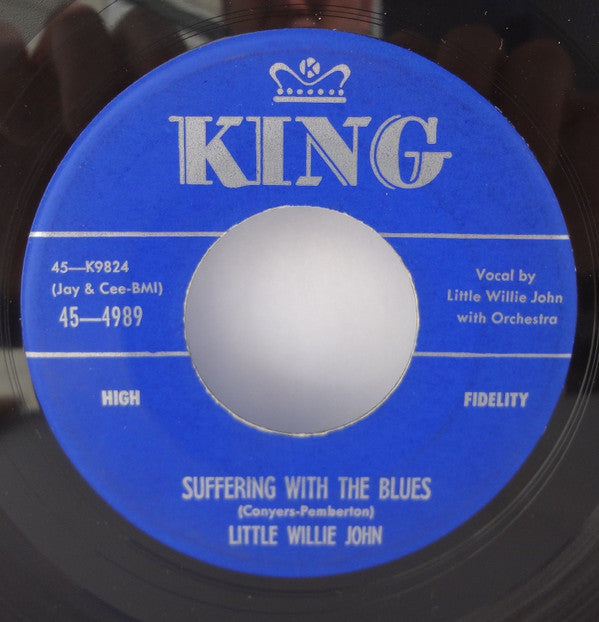 K
KING
45—K9824
(Jay & Cee-BMI)
45—4989
Vocal by
Little Willie John
with Orchestra
HIGH
FIDELITY
SUFFERING WITH THE BLUES
(Conyers-Pemberton)
LITTLE WILLIE JOHN